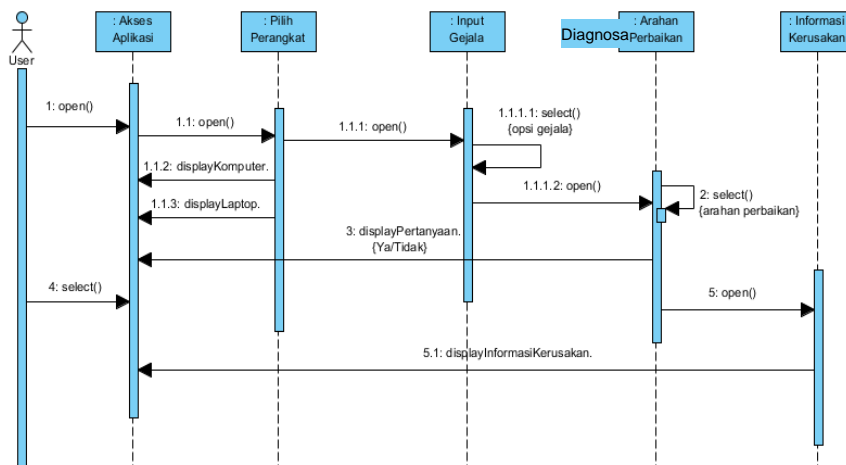 : Akses
Aplikasi
: Pilih
Perangkat
: Input
Gejala
Diagnosa
: Arahan
Perbaikan
: Informasi
Kerusakan
User
1: open()
1.1: open()
1.1.1: open()
1.1.1.1: select()
{opsi gejala}
1.1.2: displayKomputer.
1.1.3: displayLaptop.
1.1.1.2: open()
2: select()
{arahan perbaikan}
3: displayPertanyaan.
{Ya/Tidak}
4: select()
5: open()
5.1: displayInformasiKerusakan.